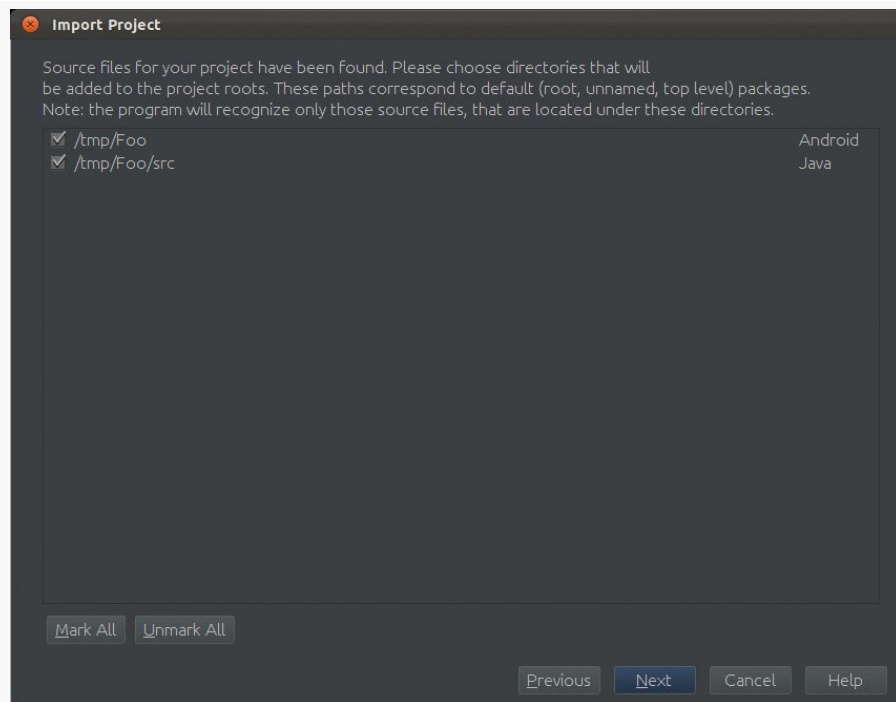 Import Project
Source files for your project have been found. Please choose directories that will
be added to the project roots. These paths correspond to default (root, unnamed, top level) packages.
Note: the program will recognize only those source files, that are located under these directories.
/tmp/Foo Android
/tmp/Foo/src Java
Mark All Unmark All
Previous Next Cancel Help